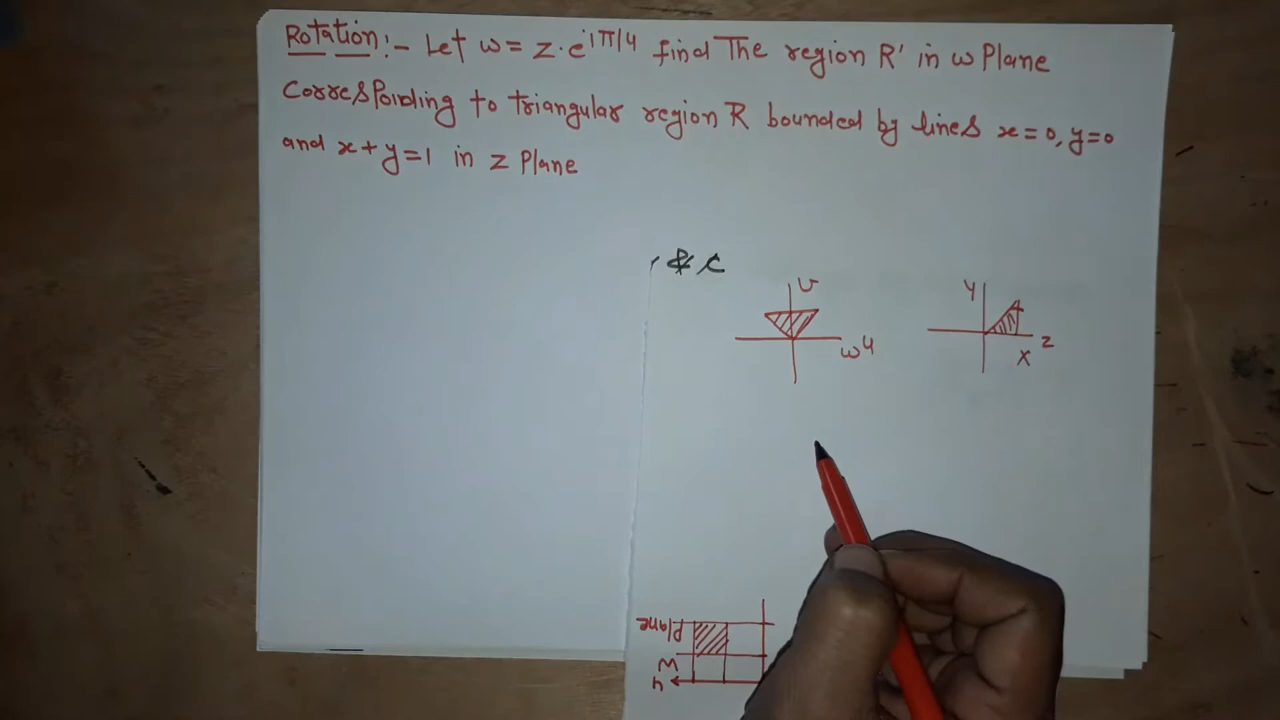 Rotation :- Let w = z.e^iπ/4 find The region R' in w Plane
Corresponding to triangular region R bounded by lines x = 0, y = 0
and x + y = 1 in z Plane
& C
v
w u
y
x z
Plane
W
u